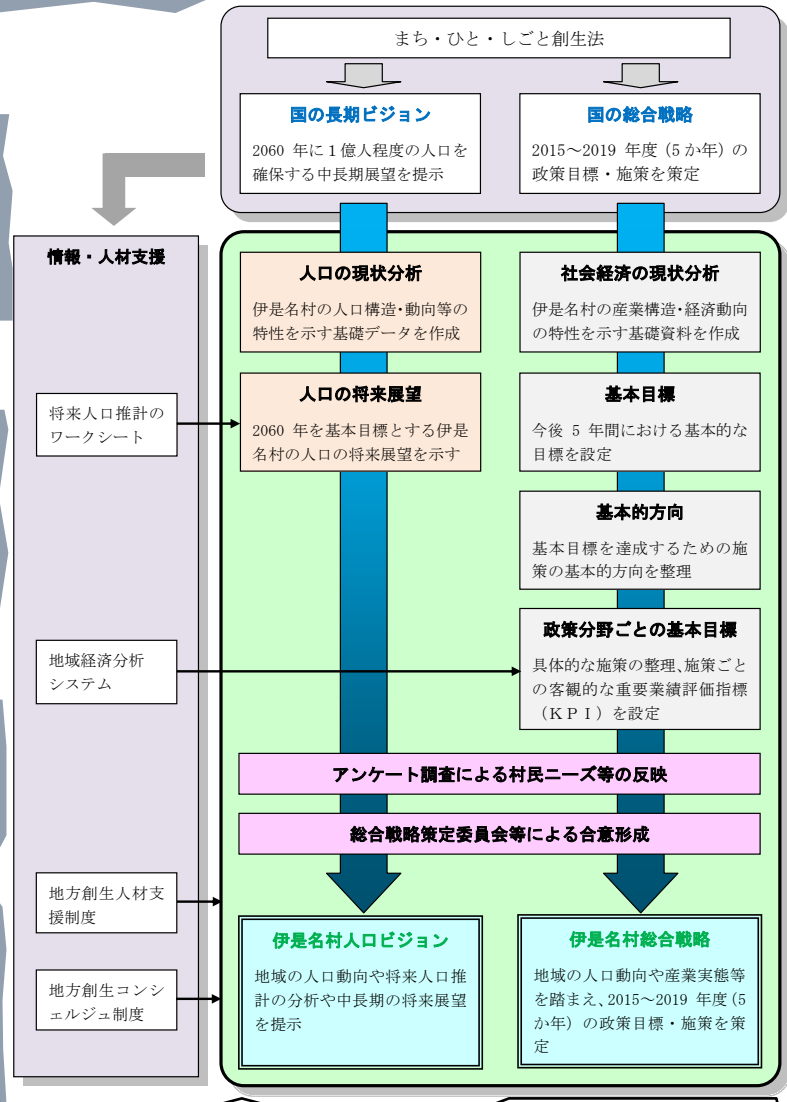 まち・ひと・しごと創生法
国の長期ビジョン
2060 年に1億人程度の人口を
確保する中長期展望を提示
国の総合戦略
2015～2019 年度（5か年）の
政策目標・施策を策定
情報・人材支援
将来人口推計の
ワークシート
地域経済分析
システム
地方創生人材支
援制度
地方創生コンシ
ェルジュ制度
人口の現状分析
伊是名村の人口構造・動向等の
特性を示す基礎データを作成
人口の将来展望
2060 年を基本目標とする伊是
名村の人口の将来展望を示す
社会経済の現状分析
伊是名村の産業構造・経済動向
の特性を示す基礎資料を作成
基本目標
今後 5 年間における基本的な
目標を設定
基本的方向
基本目標を達成するための施
策の基本的方向を整理
政策分野ごとの基本目標
具体的な施策の整理、施策ごと
の客観的な重要業績評価指標
（ＫＰＩ）を設定
アンケート調査による村民ニーズ等の反映
総合戦略策定委員会等による合意形成
伊是名村人口ビジョン
地域の人口動向や将来人口推
計の分析や中長期の将来展望
を提示
伊是名村総合戦略
地域の人口動向や産業実態等
を踏まえ、2015～2019 年度（5
か年）の政策目標・施策を策
定